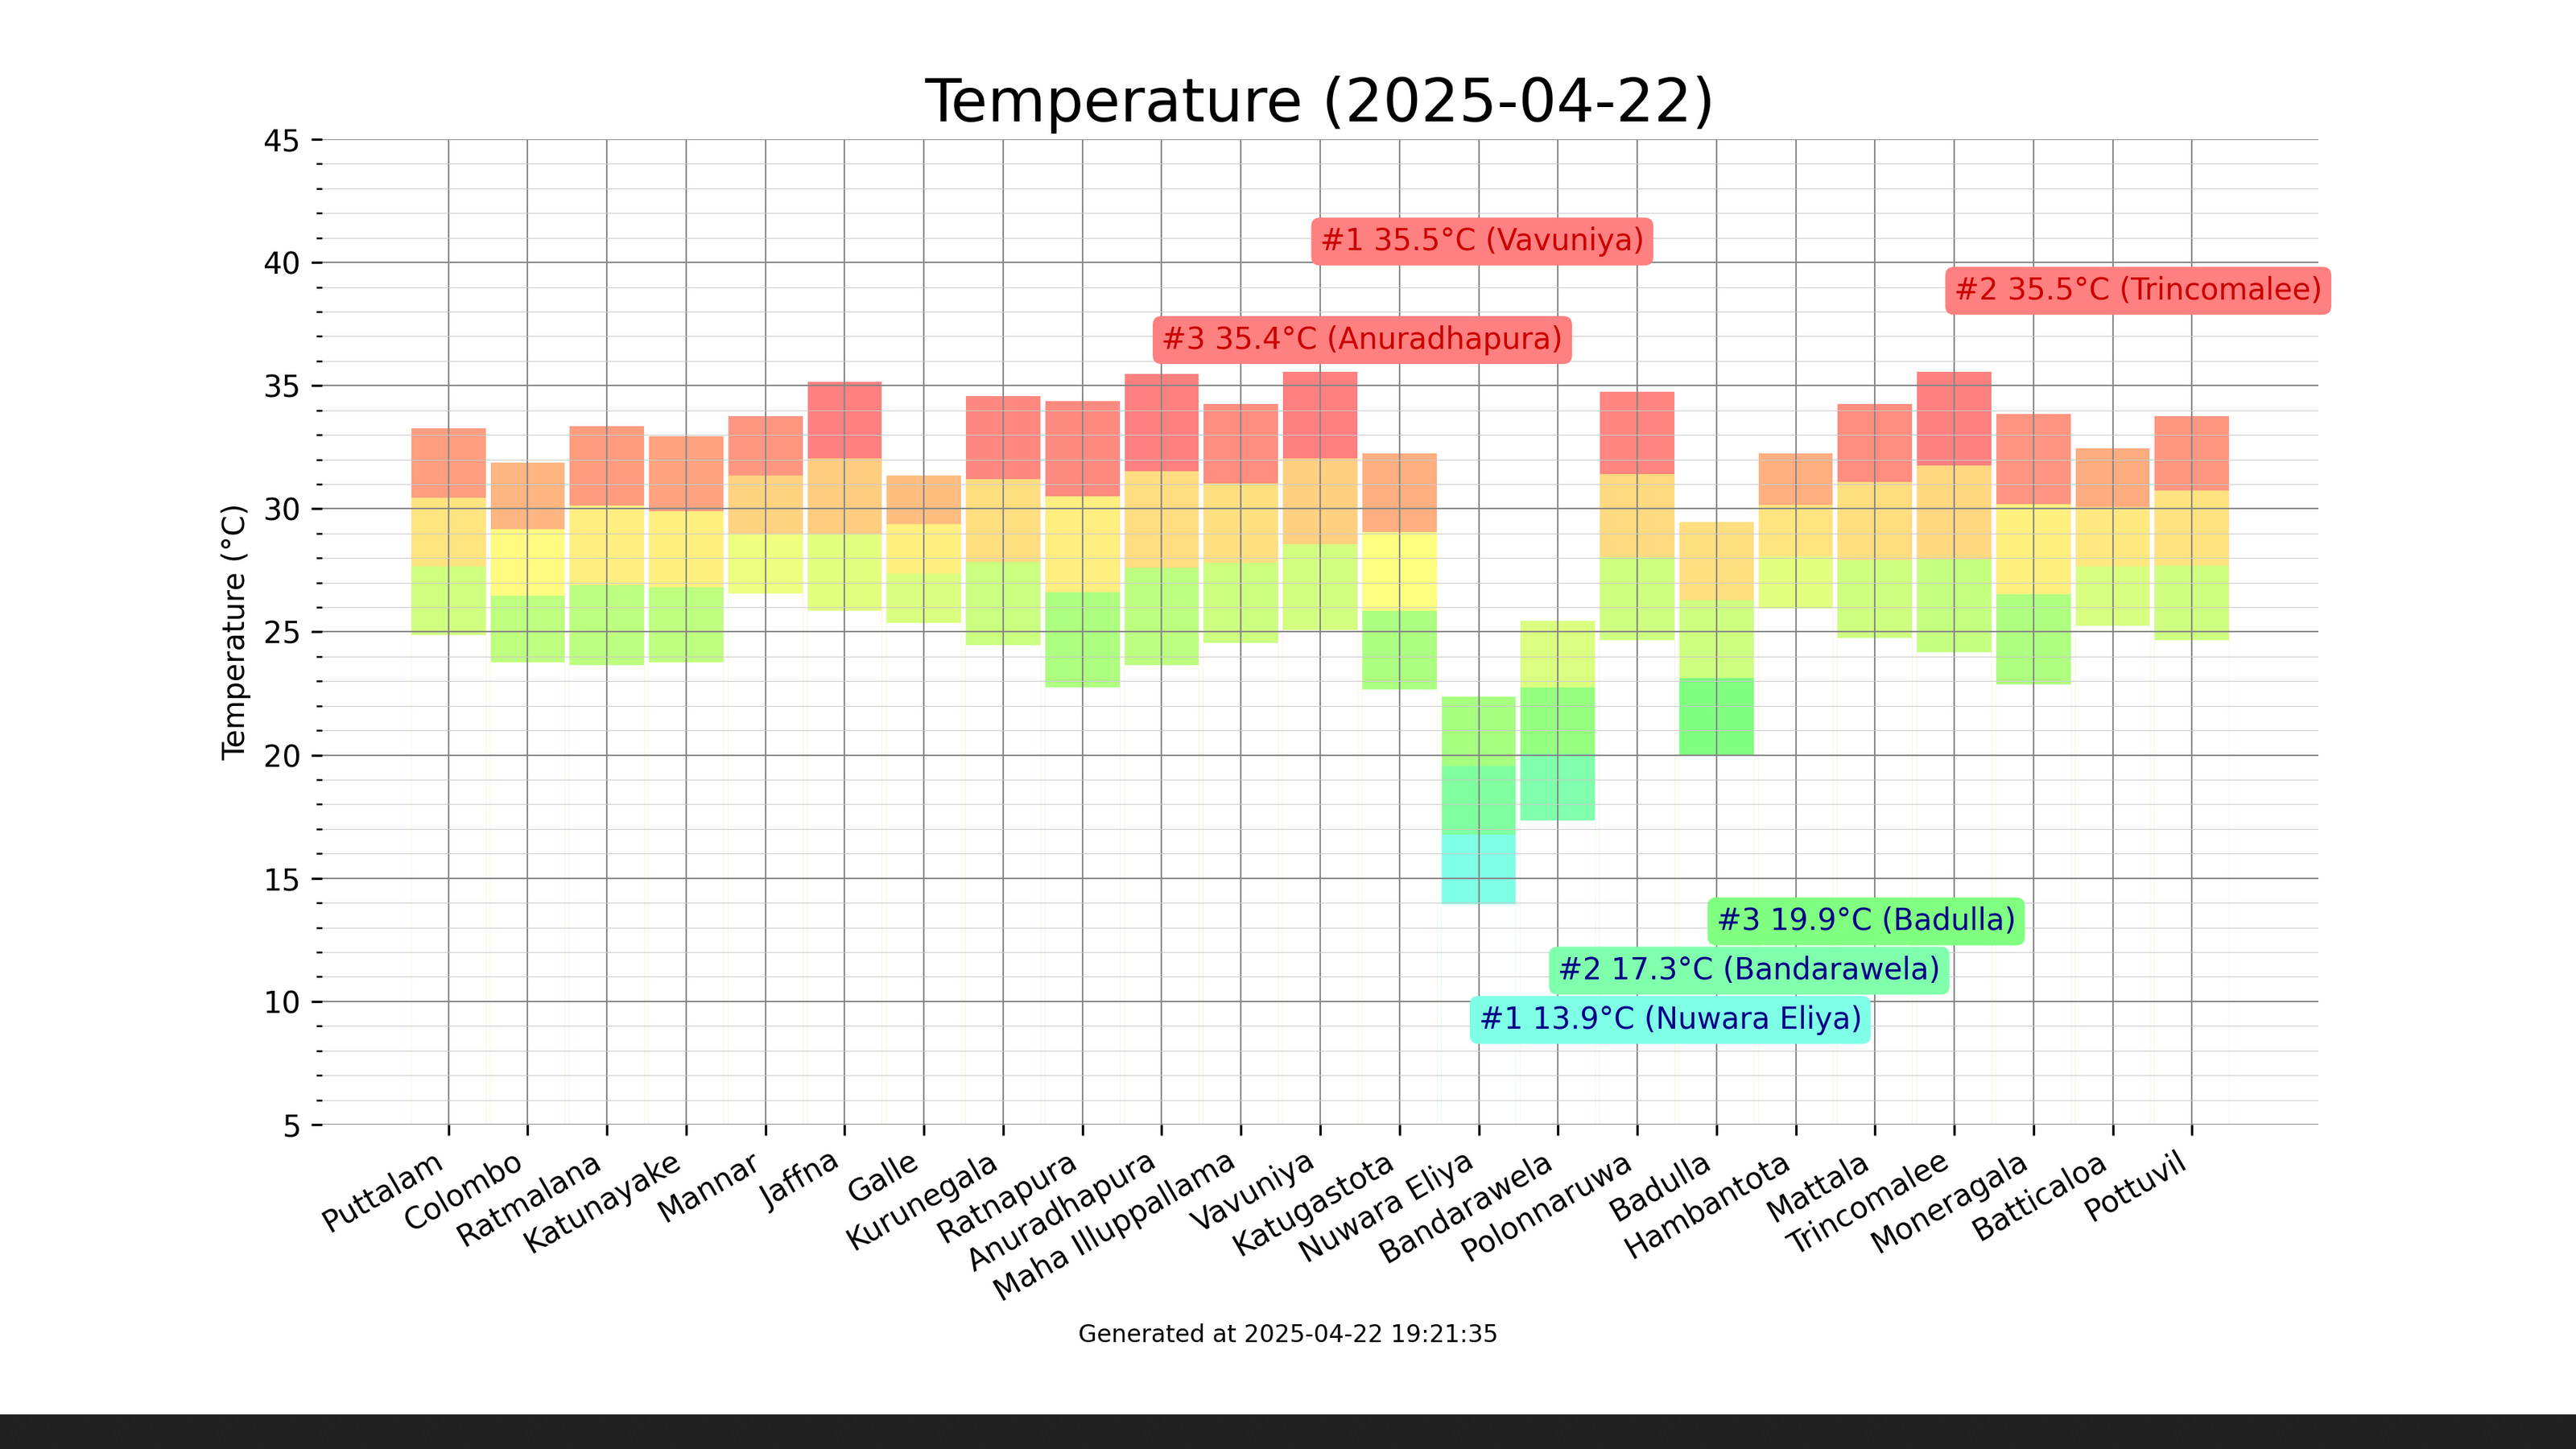 Temperature (2025-04-22)
45
40
35
30
25
20
15
10
5
Temperature (°C)
#1 35.5°C (Vavuniya)
#2 35.5°C (Trincomalee)
#3 35.4°C (Anuradhapura)
#3 19.9°C (Badulla)
#2 17.3°C (Bandarawela)
#1 13.9°C (Nuwara Eliya)
Puttalam
Colombo
Ratmalana
Katunayake
Mannar
Jaffna
Galle
Kurunegala
Ratnapura
Anuradhapura
Maha Illuppallama
Vavuniya
Katugastota
Nuwara Eliya
Bandarawela
Polonnaruwa
Badulla
Hambantota
Mattala
Trincomalee
Moneragala
Batticaloa
Pottuvil
Generated at 2025-04-22 19:21:35